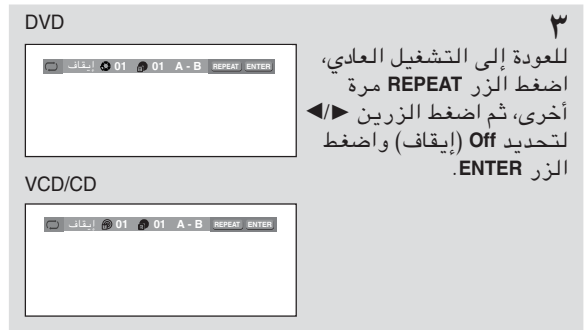 ٣
للعودة إلى التشغيل العادي،
اضغط الزر REPEAT مرة
أخرى، ثم اضغط الزرين ◄/►
لتحديد Off (إيقاف) واضغط
الزر ENTER.
DVD
إيقاف 01 01 A - B REPEAT ENTER
VCD/CD
إيقاف 01 01 A - B REPEAT ENTER